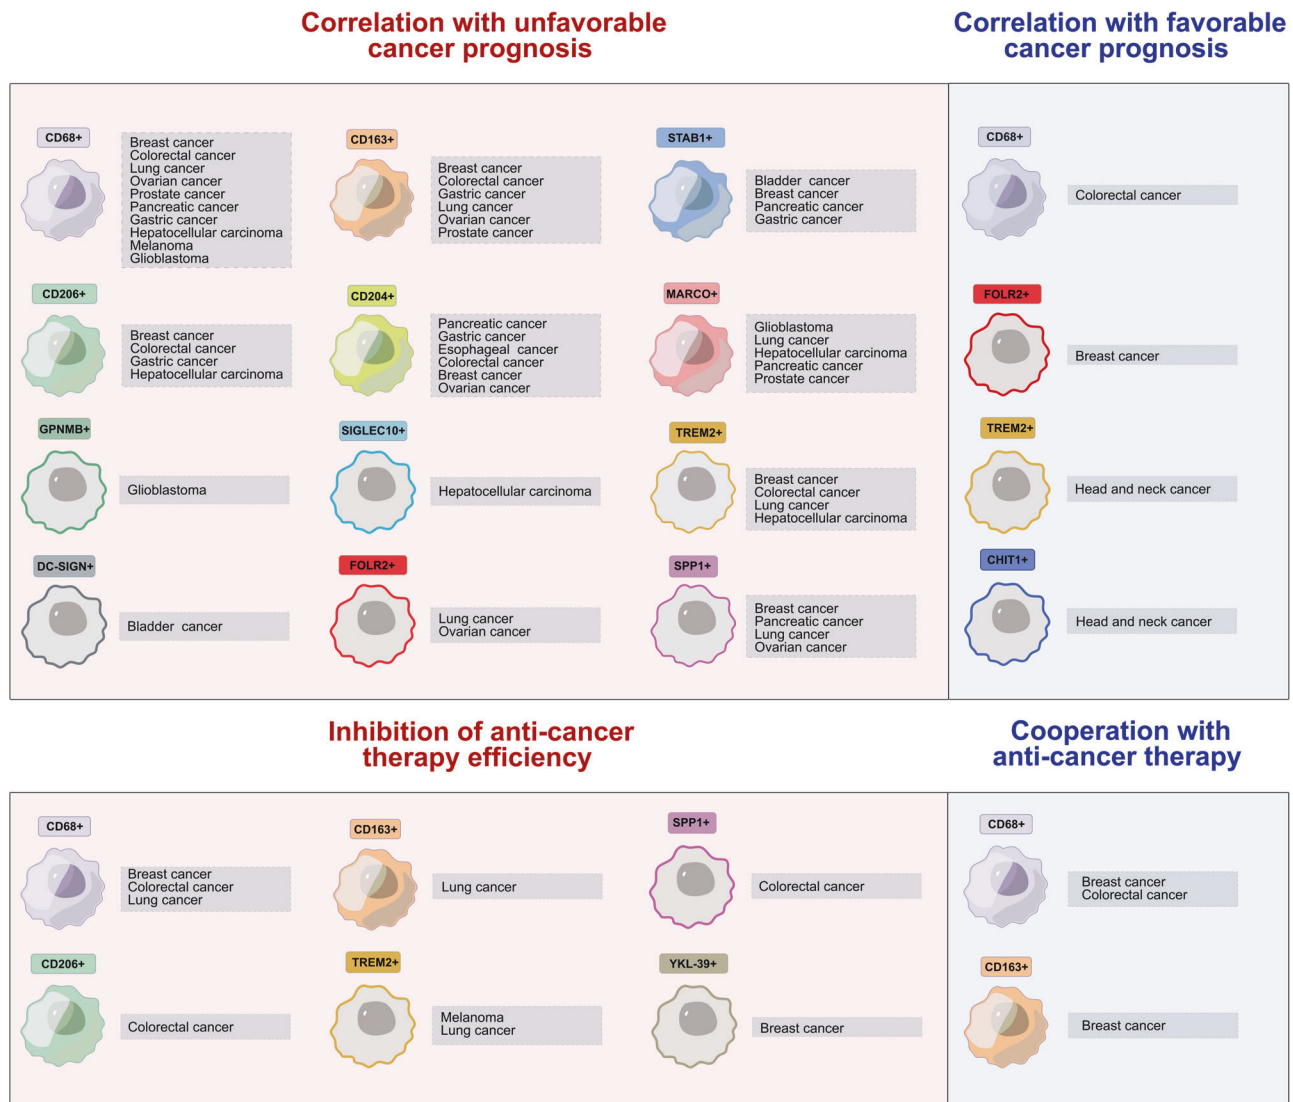 Correlation with unfavorable
cancer prognosis
Correlation with favorable
cancer prognosis
CD68+
Breast cancer
Colorectal cancer
Lung cancer
Ovarian cancer
Prostate cancer
Pancreatic cancer
Gastric cancer
Hepatocellular carcinoma
Melanoma
Glioblastoma
CD163+
Breast cancer
Colorectal cancer
Gastric cancer
Lung cancer
Ovarian cancer
Prostate cancer
STAB1+
Bladder cancer
Breast cancer
Pancreatic cancer
Gastric cancer
CD68+
Colorectal cancer
CD206+
Breast cancer
Colorectal cancer
Gastric cancer
Hepatocellular carcinoma
CD204+
Pancreatic cancer
Gastric cancer
Esophageal cancer
Colorectal cancer
Breast cancer
Ovarian cancer
MARCO+
Glioblastoma
Lung cancer
Hepatocellular carcinoma
Pancreatic cancer
Prostate cancer
FOLR2+
Breast cancer
GPNMB+
Glioblastoma
SIGLEC10+
Hepatocellular carcinoma
TREM2+
Breast cancer
Colorectal cancer
Lung cancer
Hepatocellular carcinoma
TREM2+
Head and neck cancer
DC-SIGN+
Bladder cancer
FOLR2+
Lung cancer
Ovarian cancer
SPP1+
Breast cancer
Pancreatic cancer
Lung cancer
Ovarian cancer
CHIT1+
Head and neck cancer
Inhibition of anti-cancer
therapy efficiency
Cooperation with
anti-cancer therapy
CD68+
Breast cancer
Colorectal cancer
Lung cancer
CD163+
Lung cancer
SPP1+
Colorectal cancer
CD68+
Breast cancer
Colorectal cancer
CD206+
Colorectal cancer
TREM2+
Melanoma
Lung cancer
YKL-39+
Breast cancer
CD163+
Breast cancer